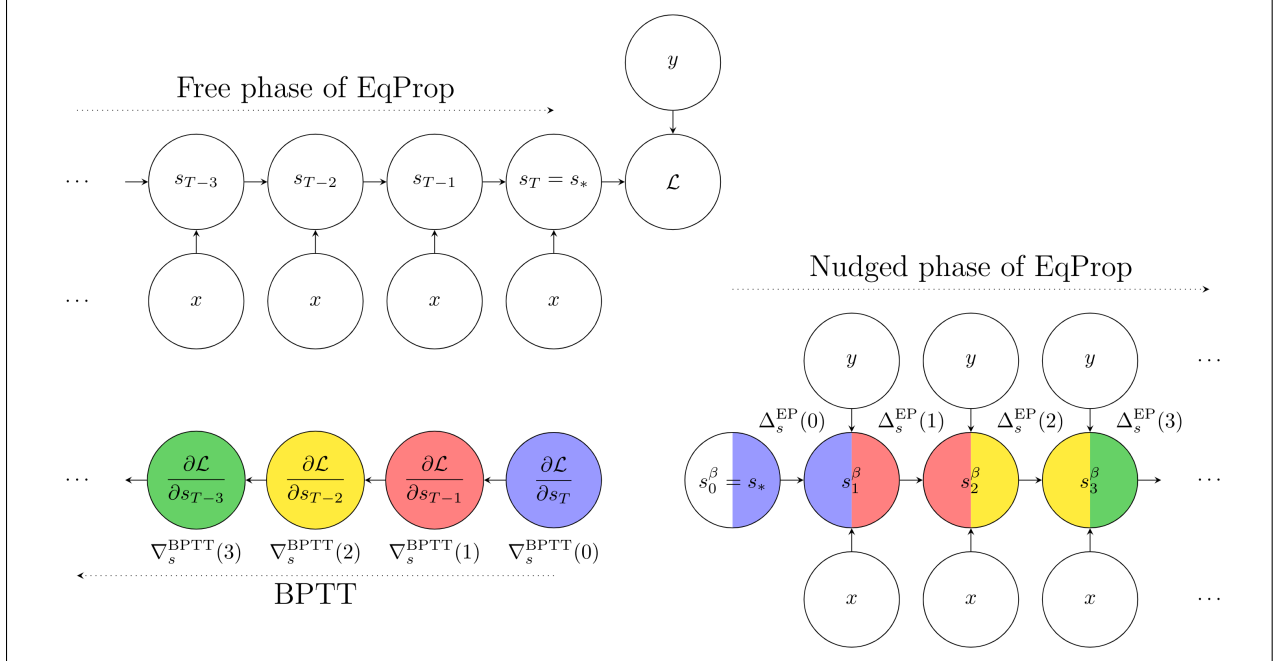 y
Free phase of EqProp
··· s_{T−3} s_{T−2} s_{T−1} s_T = s_* ℒ
··· x x x x
Nudged phase of EqProp
y y y ···
Δ_s^{EP}(0) Δ_s^{EP}(1) Δ_s^{EP}(2) Δ_s^{EP}(3)
··· ∂ℒ/∂s_{T−3} ∂ℒ/∂s_{T−2} ∂ℒ/∂s_{T−1} ∂ℒ/∂s_T s_0^β = s_* s_1^β s_2^β s_3^β ···
∇_s^{BPTT}(3) ∇_s^{BPTT}(2) ∇_s^{BPTT}(1) ∇_s^{BPTT}(0)
BPTT
x x x ···